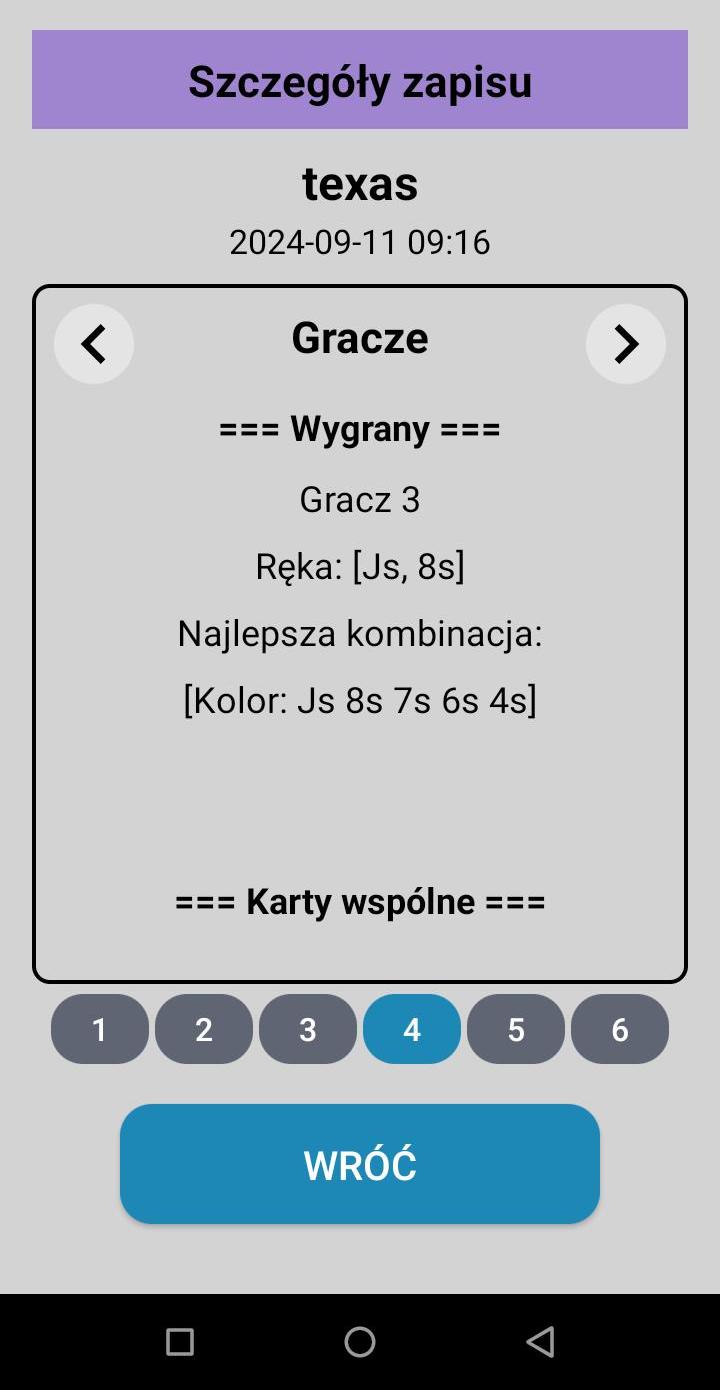 Szczegóły zapisu
texas
2024-09-11 09:16
Gracze
=== Wygrany ===
Gracz 3
Ręka: [Js, 8s]
Najlepsza kombinacja:
[Kolor: Js 8s 7s 6s 4s]
=== Karty wspólne ===
1 2 3 4 5 6
WRÓĆ